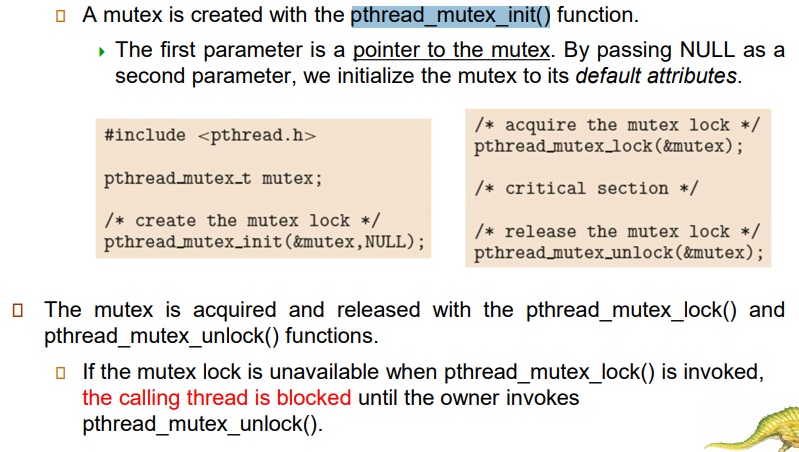 A mutex is created with the pthread_mutex_init() function.
The first parameter is a pointer to the mutex. By passing NULL as a
second parameter, we initialize the mutex to its default attributes.
#include <pthread.h>
pthread_mutex_t mutex;
/* create the mutex lock */
pthread_mutex_init(&mutex,NULL);
/* acquire the mutex lock */
pthread_mutex_lock(&mutex);
/* critical section */
/* release the mutex lock */
pthread_mutex_unlock(&mutex);
The mutex is acquired and released with the pthread_mutex_lock() and
pthread_mutex_unlock() functions.
If the mutex lock is unavailable when pthread_mutex_lock() is invoked,
the calling thread is blocked until the owner invokes
pthread_mutex_unlock().